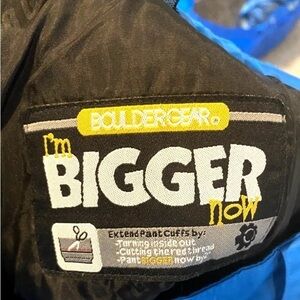 BOULDERGEAR
I'm
BIGGER
now
Extend Pant Cuffs by:
-Turning inside out
-Cutting the red thread
-Pant BIGGER now by